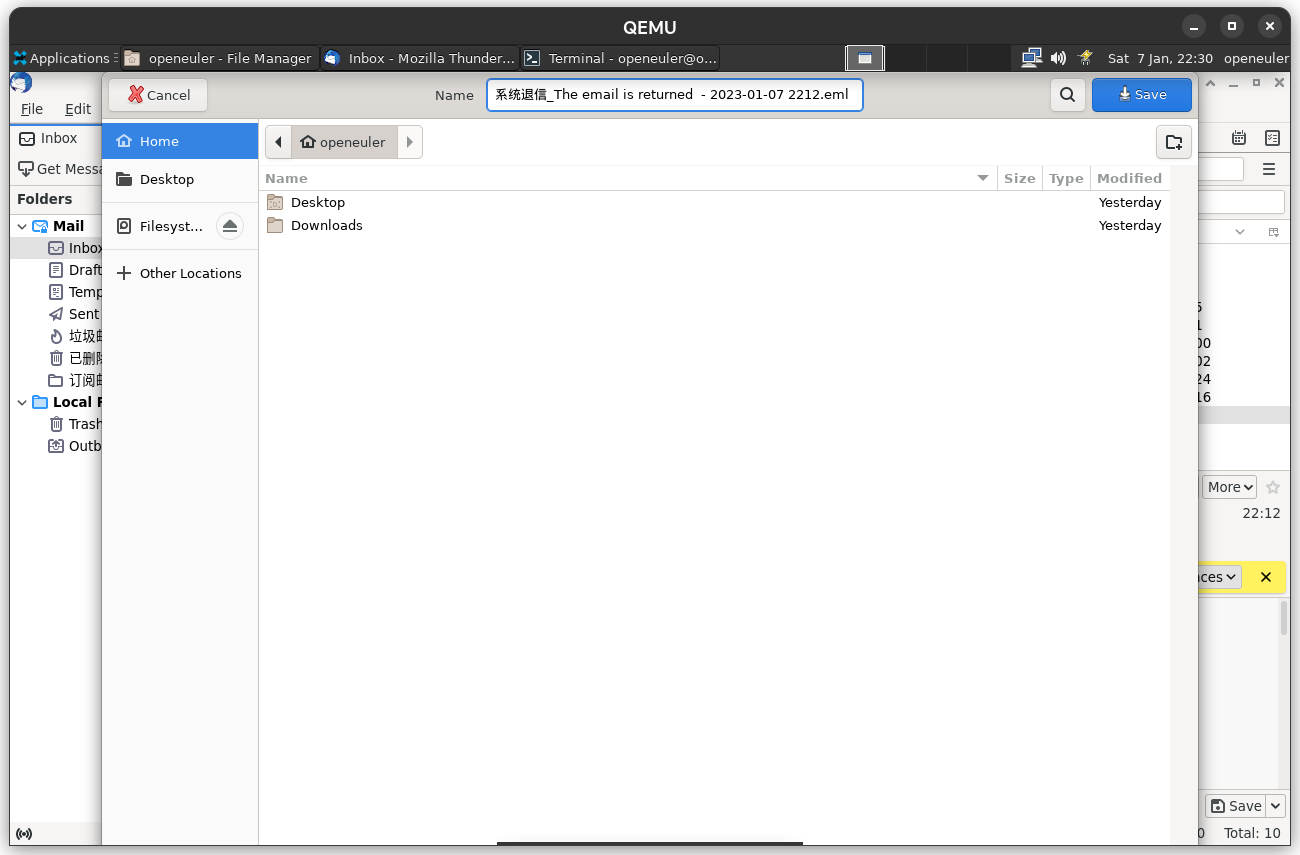 QEMU
Applications openeuler - File Manager Inbox - Mozilla Thunder... Terminal - openeuler@o... Sat 7 Jan, 22:30 openeuler
Cancel Name 系统退信_The email is returned - 2023-01-07 2212.eml Save
File Edit
Inbox
Home
openeuler
Get Messa
Desktop
Name Size Type Modified
Folders
Desktop Yesterday
Downloads Yesterday
Filesyst...
Other Locations
Mail
Inbox
Draft
Temp
Sent
垃圾
已删
订阅
Local F
Trash
Outb
5
1
00
02
24
16
More
22:12
nces
Save
0 Total: 10